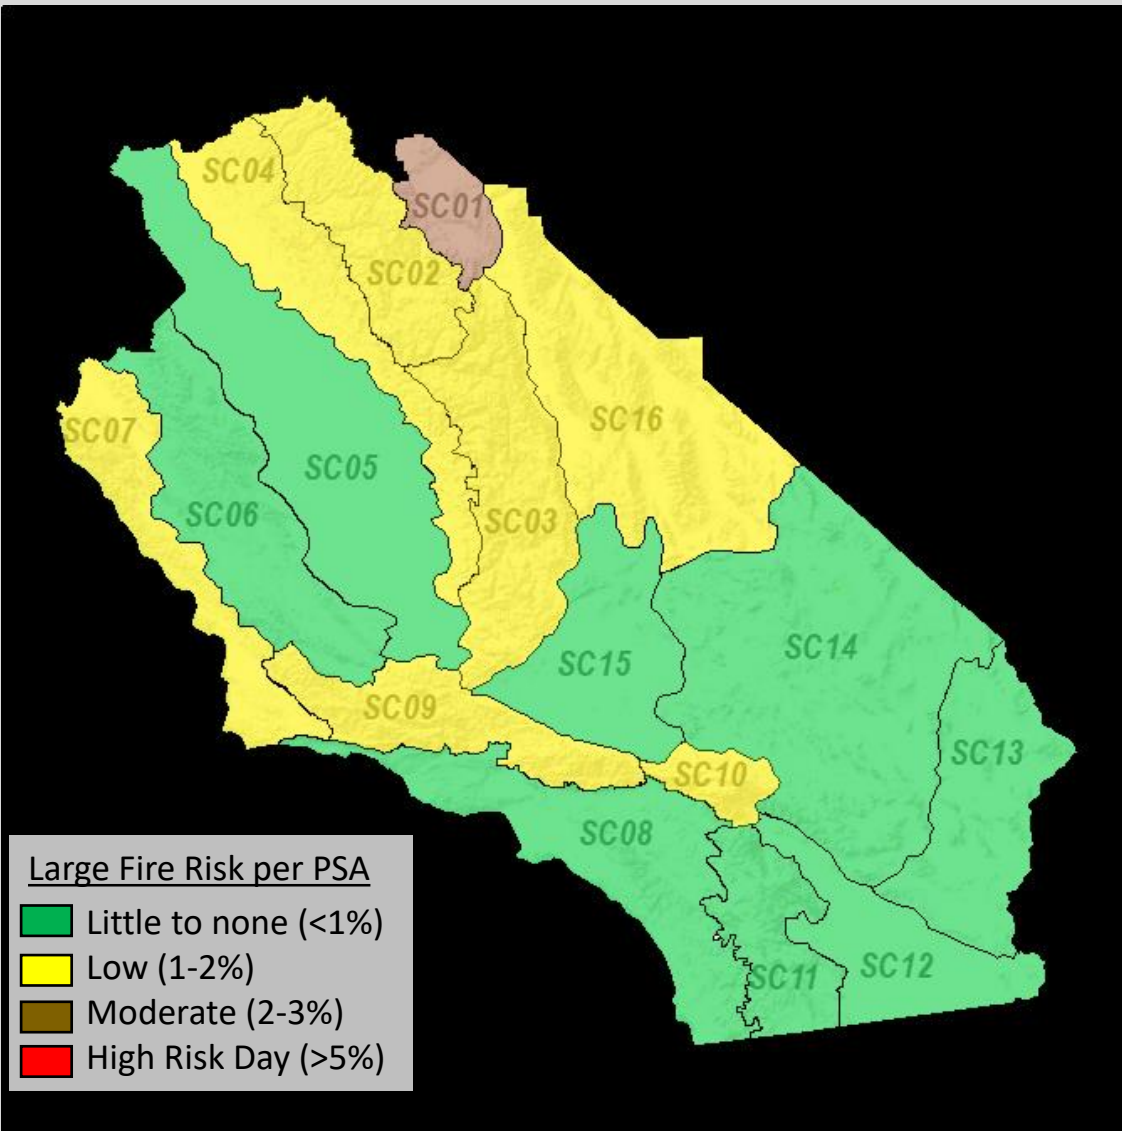 SC04
SC01
SC02
SC16
SC07
SC05
SC06
SC03
SC14
SC15
SC09
SC13
SC10
SC08
SC11
SC12
Large Fire Risk per PSA
Little to none (<1%)
Low (1-2%)
Moderate (2-3%)
High Risk Day (>5%)